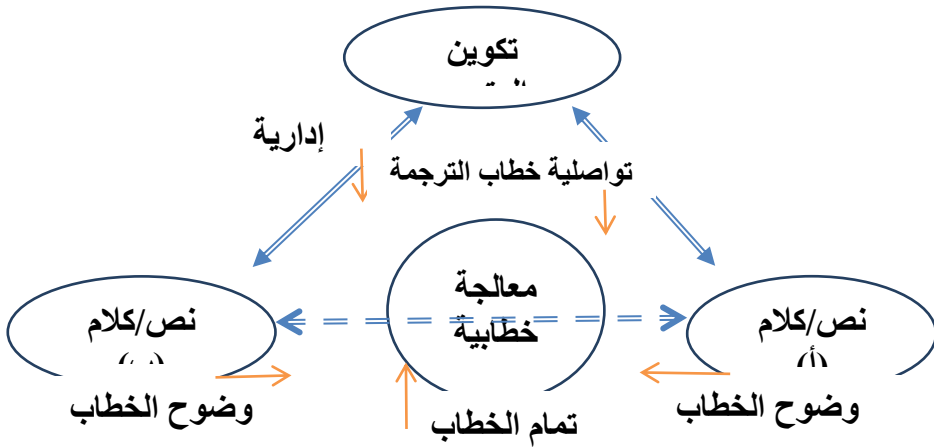 تكوين
إدارية
تواصلية خطاب الترجمة
معالجة
خطابية
نص/كلام
(أ)
نص/كلام
وضوح الخطاب
تمام الخطاب
وضوح الخطاب